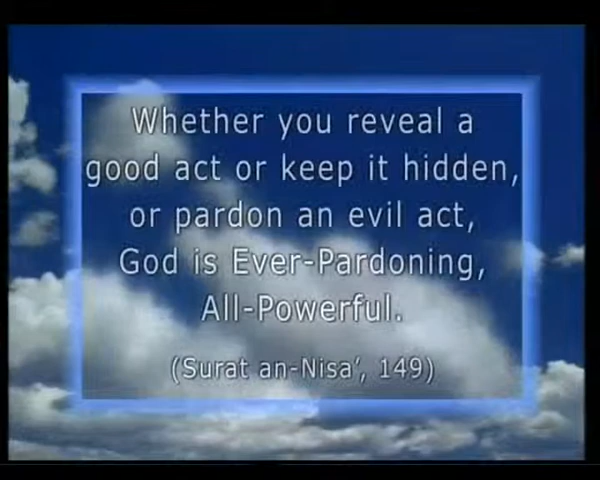 Whether you reveal a
good act or keep it hidden,
or pardon an evil act,
God is Ever-Pardoning,
All-Powerful.
(Surat an-Nisa', 149)